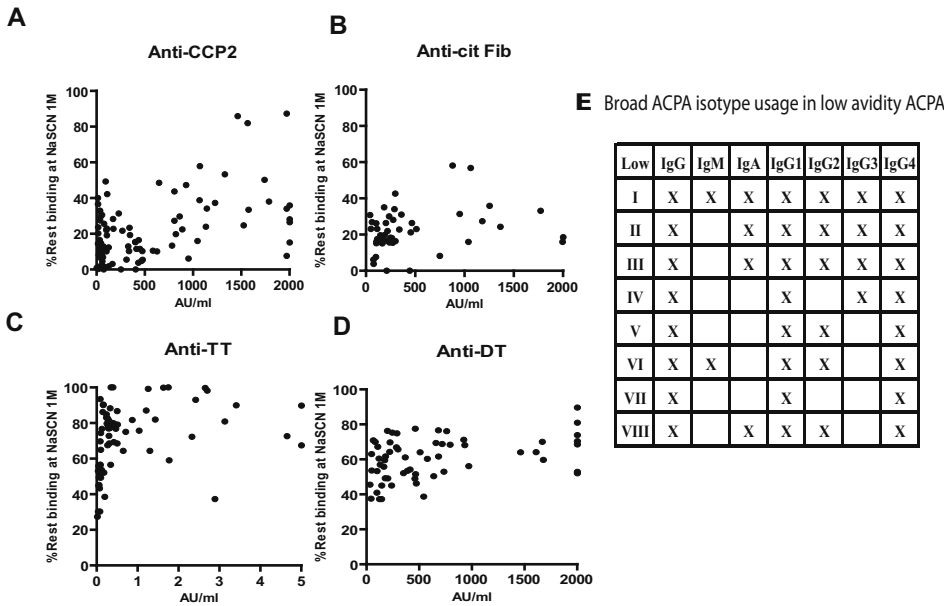 A
Anti-CCP2
%Rest binding at NaSCN 1M
100
80
60
40
20
0
0 500 1000 1500 2000
AU/ml
B
Anti-cit Fib
%Rest binding at NaSCN 1M
100
80
60
40
20
0
0 500 1000 1500 2000
AU/ml
C
Anti-TT
%Rest binding at NaSCN 1M
100
80
60
40
20
0
0 1 2 3 4 5
AU/ml
D
Anti-DT
%Rest binding at NaSCN 1M
100
80
60
40
20
0
0 500 1000 1500 2000
AU/ml
E Broad ACPA isotype usage in low avidity ACPA
Low IgG IgM IgA IgG1 IgG2 IgG3 IgG4
I X X X X X X X
II X X X X X X
III X X X X X X
IV X X X X
V X X X X
VI X X X X X
VII X X X
VIII X X X X X